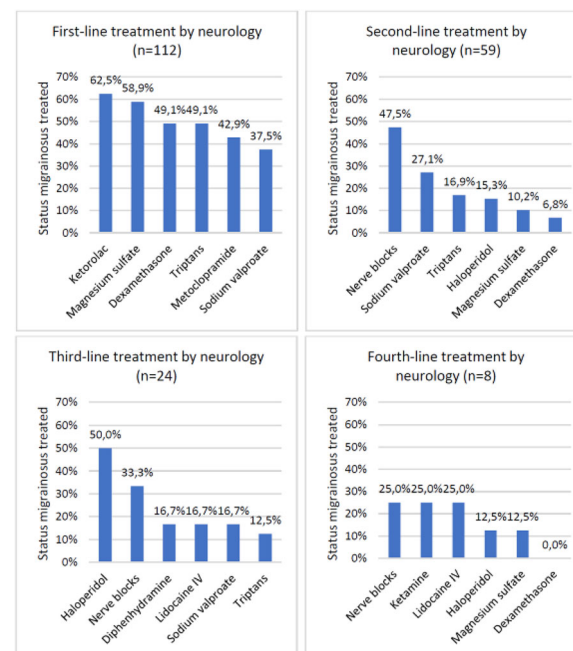 First-line treatment by neurology
(n=112)
Status migrainosus treated
70%
60%
50%
40%
30%
20%
10%
0%
62,5%
58,9%
49,1%
49,1%
42,9%
37,5%
Ketorolac
Magnesium sulfate
Dexamethasone
Triptans
Metoclopramide
Sodium valproate
Second-line treatment by
neurology (n=59)
Status migrainosus treated
70%
60%
50%
40%
30%
20%
10%
0%
47,5%
27,1%
16,9%
15,3%
10,2%
6,8%
Nerve blocks
Sodium valproate
Triptans
Haloperidol
Magnesium sulfate
Dexamethasone
Third-line treatment by neurology
(n=24)
Status migrainosus treated
70%
60%
50%
40%
30%
20%
10%
0%
50,0%
33,3%
16,7%
16,7%
16,7%
12,5%
Haloperidol
Nerve blocks
Diphenhydramine
Lidocaine IV
Sodium valproate
Triptans
Fourth-line treatment by
neurology (n=8)
Status migrainosus treated
70%
60%
50%
40%
30%
20%
10%
0%
25,0%
25,0%
25,0%
12,5%
12,5%
0,0%
Nerve blocks
Ketamine
Lidocaine IV
Haloperidol
Magnesium sulfate
Dexamethasone